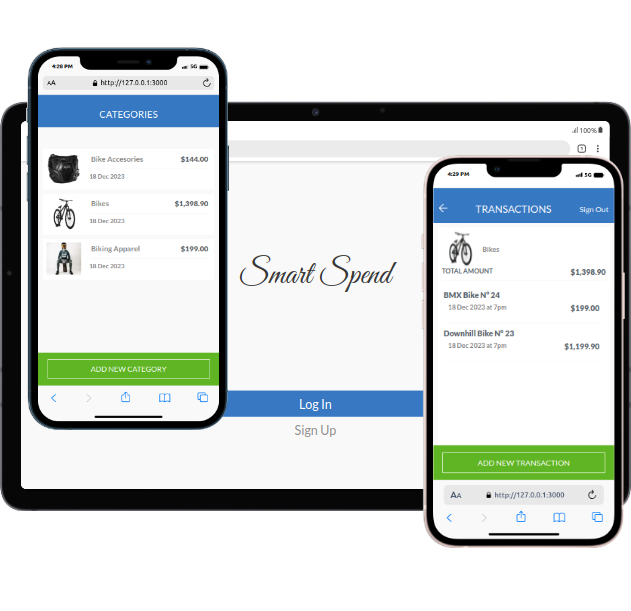 4:28 PM 5G
AA http://127.0.0.1:3000
CATEGORIES
Bike Accesories $144.00
18 Dec 2023
Bikes $1,398.90
18 Dec 2023
Biking Apparel $199.00
18 Dec 2023
ADD NEW CATEGORY
100%
1
Smart Spend
Log In
Sign Up
4:29 PM 5G
TRANSACTIONS Sign Out
Bikes
TOTAL AMOUNT $1,398.90
BMX Bike N° 24
18 Dec 2023 at 7pm $199.00
Downhill Bike N° 23
18 Dec 2023 at 7pm $1,199.90
ADD NEW TRANSACTION
AA http://127.0.0.1:3000